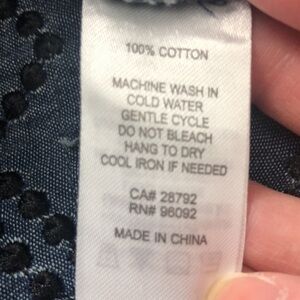 100% COTTON
MACHINE WASH IN
COLD WATER
GENTLE CYCLE
DO NOT BLEACH
HANG TO DRY
COOL IRON IF NEEDED
CA# 28792
RN# 96092
MADE IN CHINA